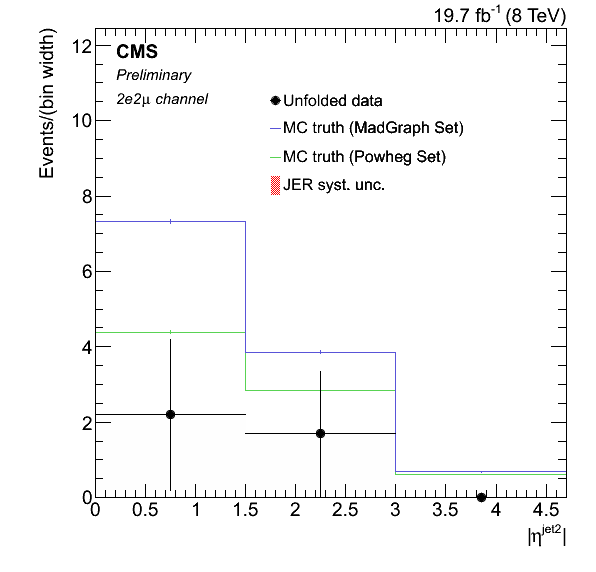 19.7 fb⁻¹ (8 TeV)
Events/(bin width)
CMS
Preliminary
2e2μ channel
Unfolded data
MC truth (MadGraph Set)
MC truth (Powheg Set)
JER syst. unc.
12
10
8
6
4
2
0
0 0.5 1 1.5 2 2.5 3 3.5 4 4.5
|η^jet2|